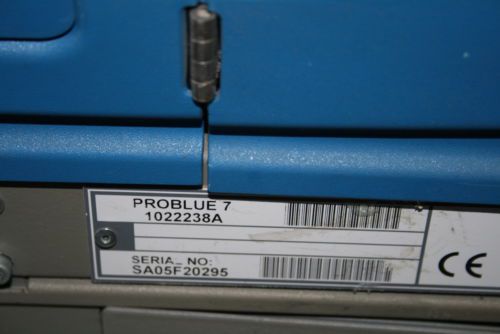 PROBLUE 7
1022238A
SERIAL NO:
SA05F20295
CE